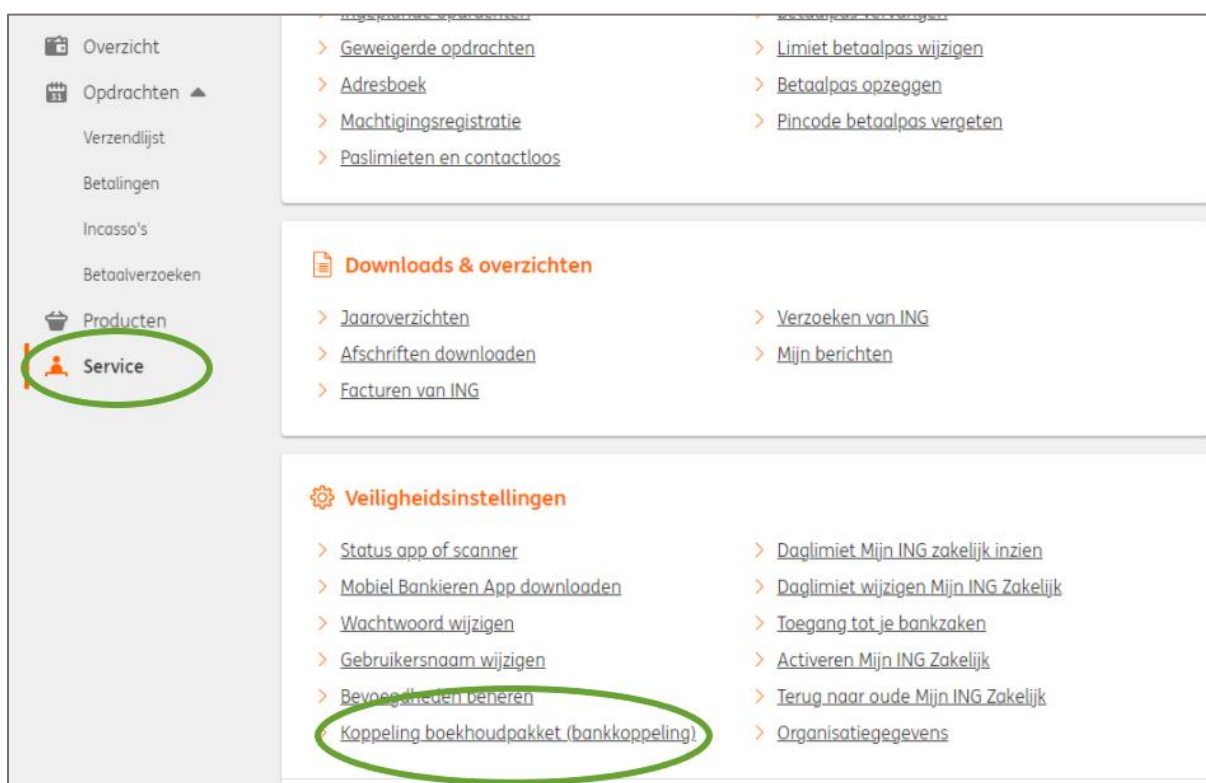 Overzicht
Opdrachten
Verzendlijst
Betalingen
Incasso's
Betaalverzoeken
Producten
Service
Ingeplande opdrachten
Geweigerde opdrachten
Adresboek
Machtigingsregistratie
Paslimieten en contactloos
Betaalpas vervangen
Limiet betaalpas wijzigen
Betaalpas opzeggen
Pincode betaalpas vergeten
Downloads & overzichten
Jaaroverzichten
Afschriften downloaden
Facturen van ING
Verzoeken van ING
Mijn berichten
Veiligheidsinstellingen
Status app of scanner
Mobiel Bankieren App downloaden
Wachtwoord wijzigen
Gebruikersnaam wijzigen
Bevoegdheden beheren
Koppeling boekhoudpakket (bankkoppeling)
Daglimiet Mijn ING zakelijk inzien
Daglimiet wijzigen Mijn ING Zakelijk
Toegang tot je bankzaken
Activeren Mijn ING Zakelijk
Terug naar oude Mijn ING Zakelijk
Organisatiegegevens